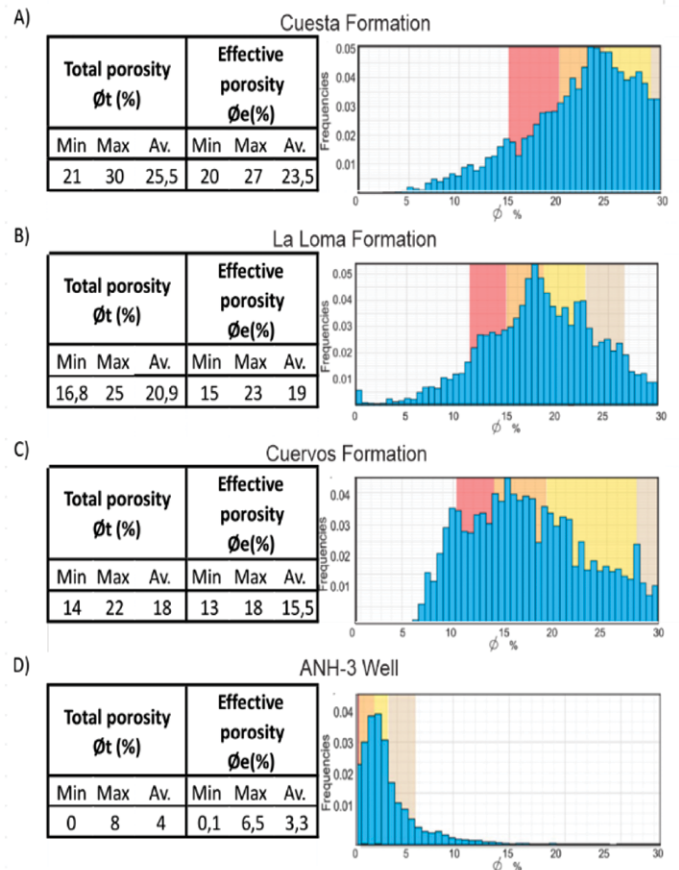 A)
Cuesta Formation
Total porosity
Øt (%)
Effective
porosity
Øe(%)
Min Max Av. Min Max Av.
21 30 25,5 20 27 23,5
Frequencies
0.05
0.04
0.03
0.02
0.01
0 5 10 15 20 25 30
Ø %
B)
La Loma Formation
Total porosity
Øt (%)
Effective
porosity
Øe(%)
Min Max Av. Min Max Av.
16,8 25 20,9 15 23 19
Frequencies
0.05
0.04
0.03
0.02
0.01
0 5 10 15 20 25 30
Ø %
C)
Cuervos Formation
Total porosity
Øt (%)
Effective
porosity
Øe(%)
Min Max Av. Min Max Av.
14 22 18 13 18 15,5
Frequencies
0.04
0.03
0.02
0.01
0 5 10 15 20 25 30
Ø %
D)
ANH-3 Well
Total porosity
Øt (%)
Effective
porosity
Øe(%)
Min Max Av. Min Max Av.
0 8 4 0,1 6,5 3,3
Frequencies
0.04
0.03
0.02
0.01
0 5 10 15 20 25 30
Ø %